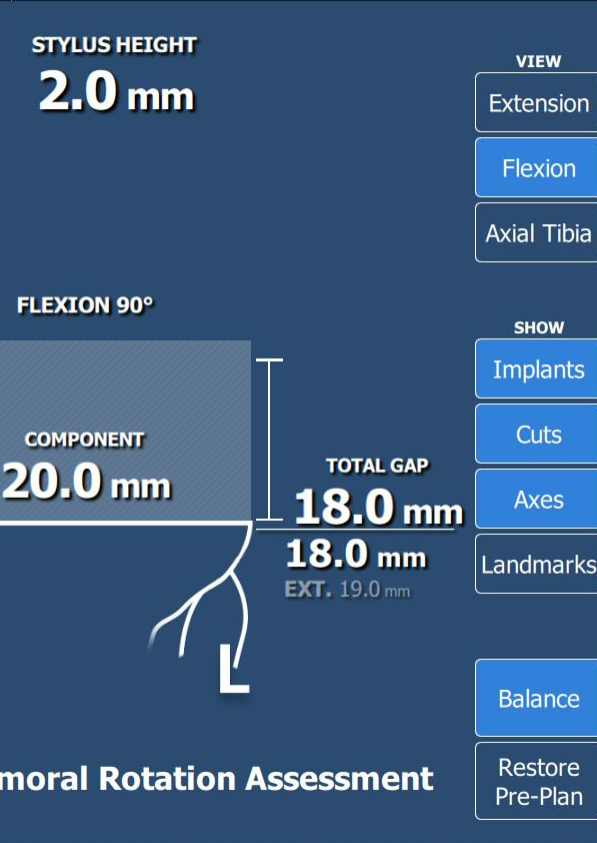 STYLUS HEIGHT
2.0 mm
VIEW
Extension
Flexion
Axial Tibia
FLEXION 90°
SHOW
Implants
Cuts
Axes
Landmarks
COMPONENT
20.0 mm
TOTAL GAP
18.0 mm
18.0 mm
EXT. 19.0 mm
L
Balance
Restore
Pre-Plan
moral Rotation Assessment